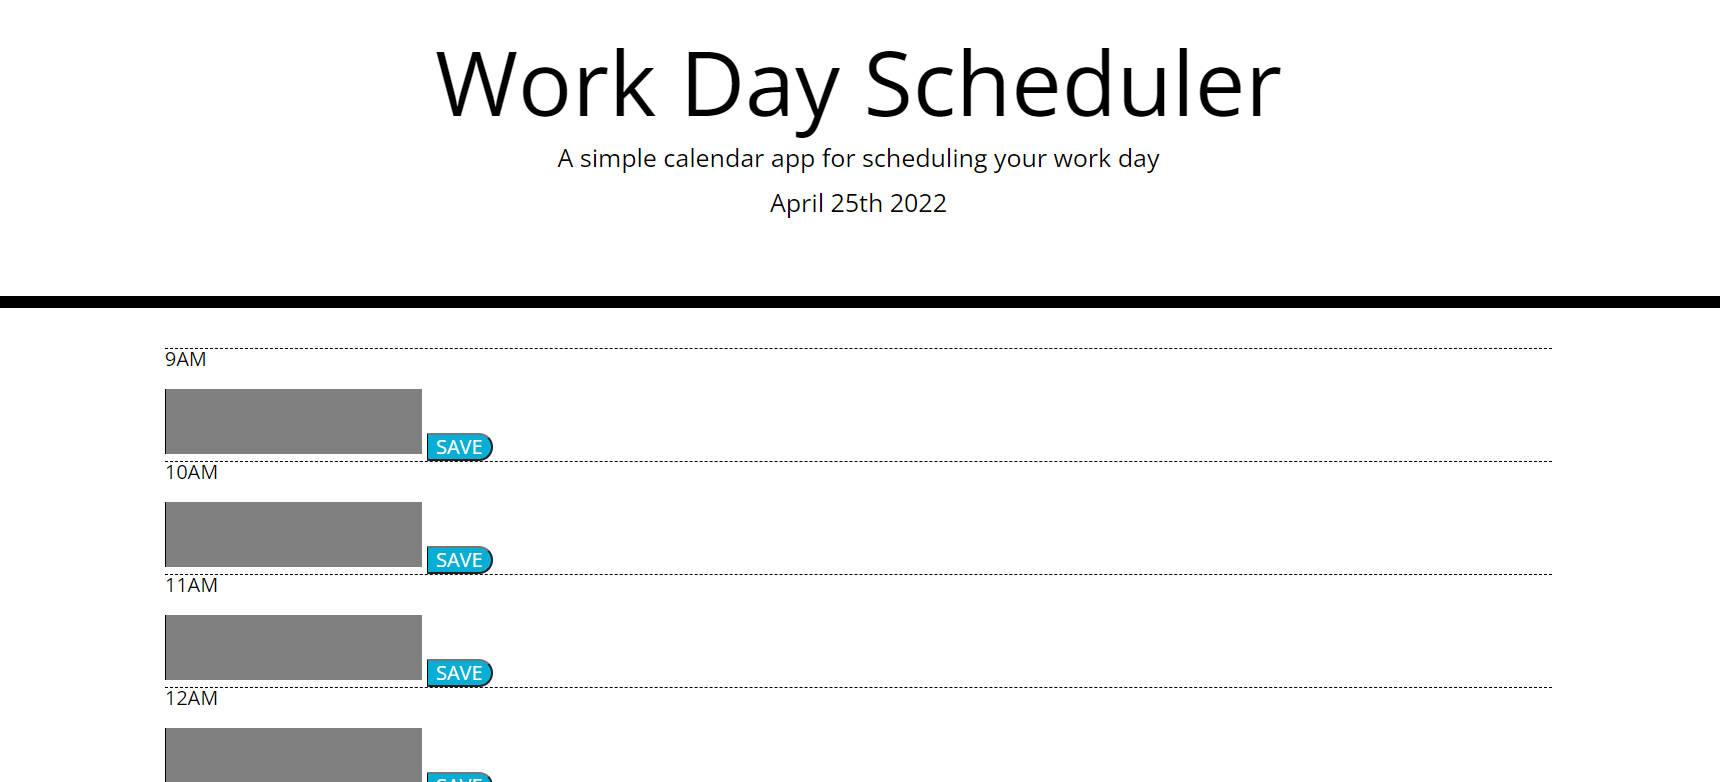 Work Day Scheduler
A simple calendar app for scheduling your work day
April 25th 2022
9AM
SAVE
10AM
SAVE
11AM
SAVE
12AM
SAVE